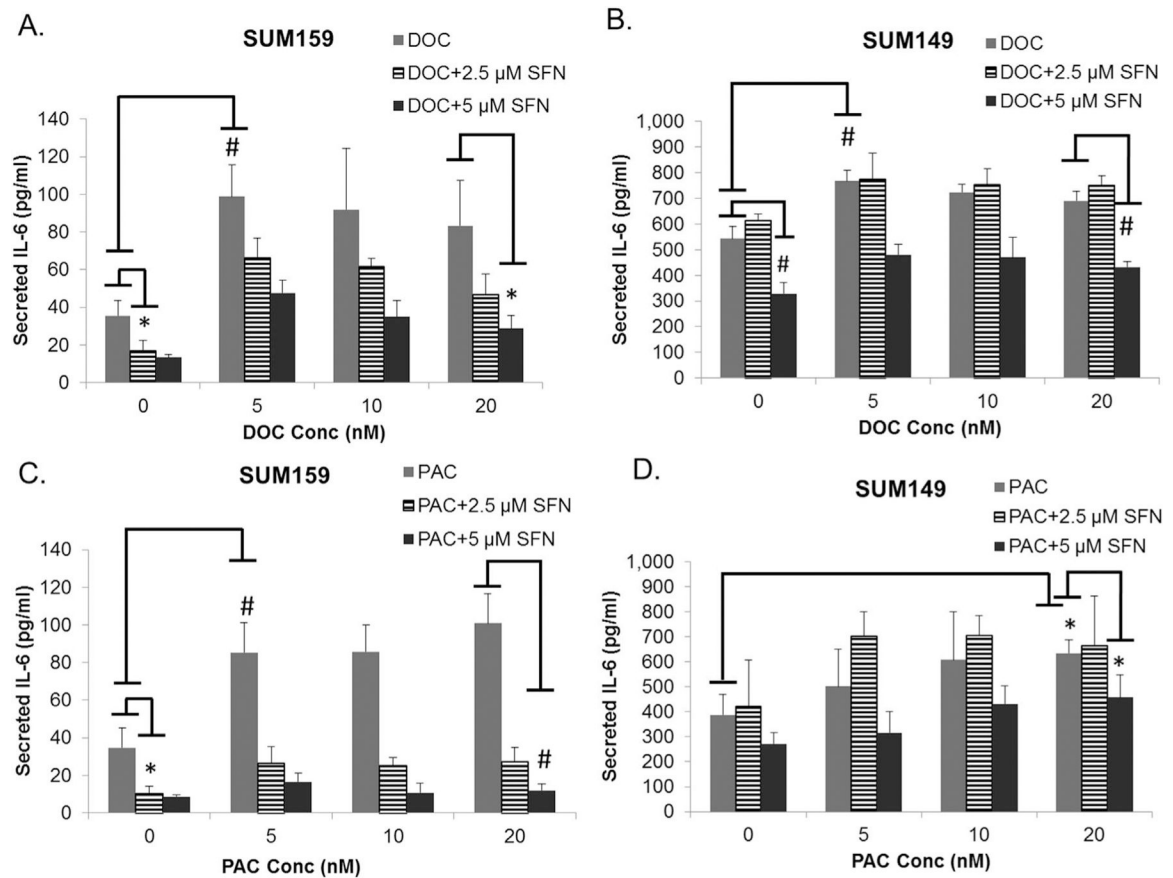 A.
SUM159
DOC
DOC+2.5 µM SFN
DOC+5 µM SFN
Secreted IL-6 (pg/ml)
140
120
100
80
60
40
20
0
#
*
*
0 5 10 20
DOC Conc (nM)
B.
SUM149
DOC
DOC+2.5 µM SFN
DOC+5 µM SFN
Secreted IL-6 (pg/ml)
1,000
900
800
700
600
500
400
300
200
100
0
#
#
#
0 5 10 20
DOC Conc (nM)
C.
SUM159
PAC
PAC+2.5 µM SFN
PAC+5 µM SFN
Secreted IL-6 (pg/ml)
140
120
100
80
60
40
20
0
#
*
#
0 5 10 20
PAC Conc (nM)
D.
SUM149
PAC
PAC+2.5 µM SFN
PAC+5 µM SFN
Secreted IL-6 (pg/ml)
1,000
900
800
700
600
500
400
300
200
100
0
*
*
0 5 10 20
PAC Conc (nM)